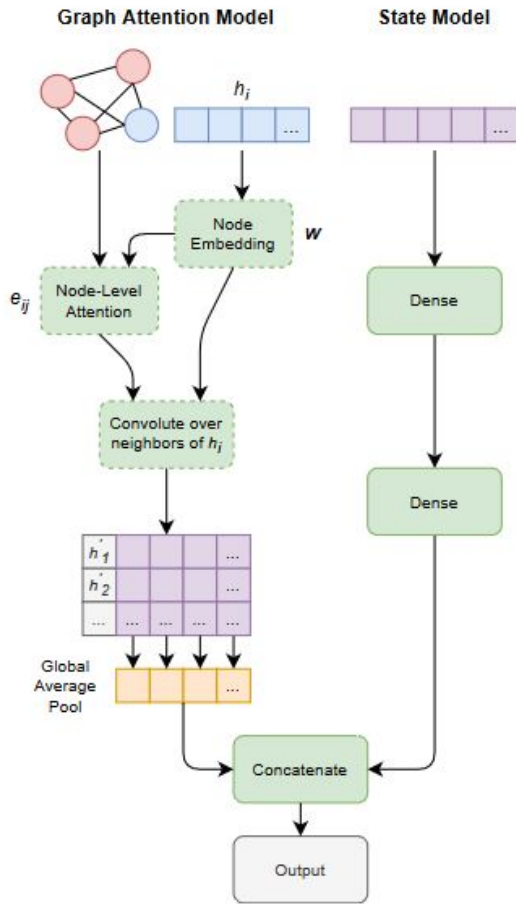 Graph Attention Model
State Model
h_i
...
...
Node
Embedding
W
e_ij
Node-Level
Attention
Dense
Convolute over
neighbors of h_i
Dense
h'_1
...
h'_2
...
... ... ... ... ...
Global
Average
Pool
...
Concatenate
Output